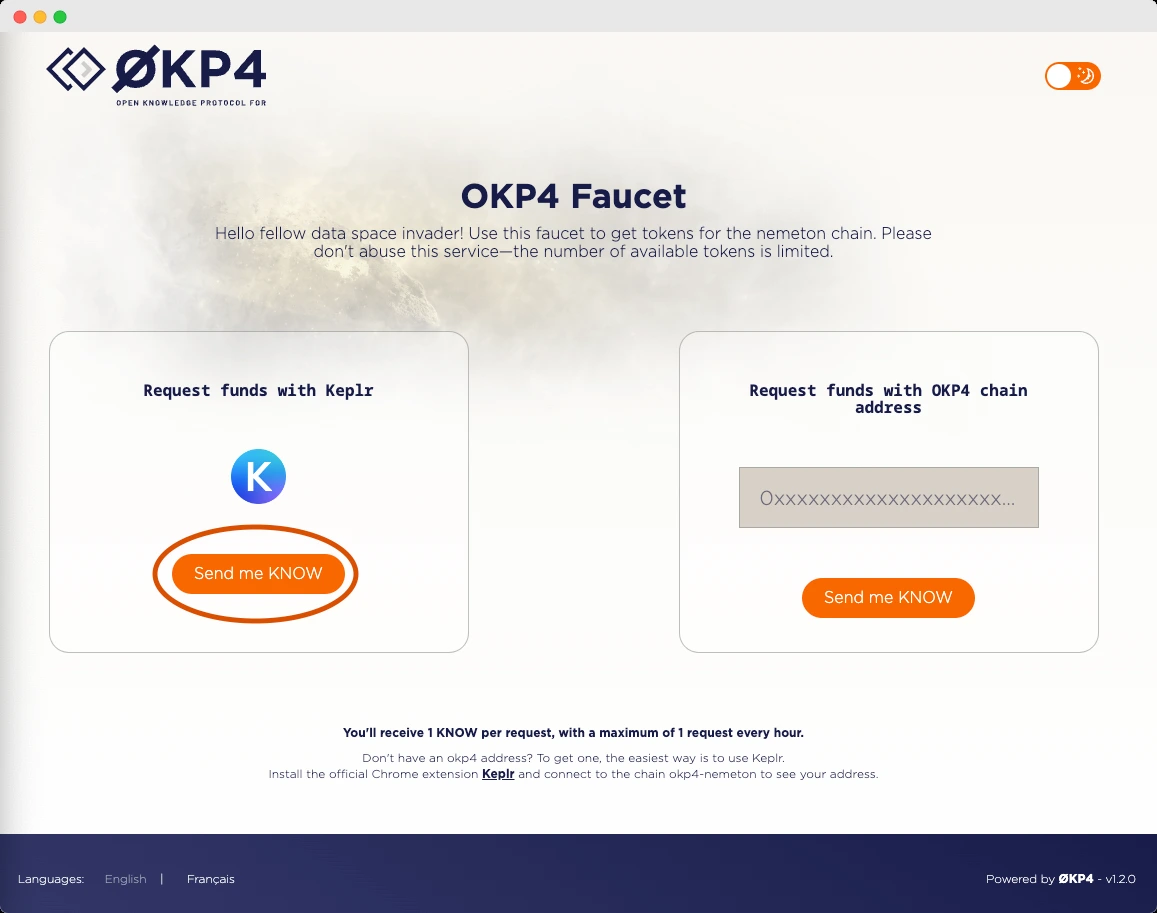 ØKP4
OPEN KNOWLEDGE PROTOCOL FOR
OKP4 Faucet
Hello fellow data space invader! Use this faucet to get tokens for the nemeton chain. Please
don't abuse this service—the number of available tokens is limited.
Request funds with Keplr
K
Send me KNOW
Request funds with OKP4 chain
address
0xxxxxxxxxxxxxxxxxxxx...
Send me KNOW
You'll receive 1 KNOW per request, with a maximum of 1 request every hour.
Don't have an okp4 address? To get one, the easiest way is to use Keplr.
Install the official Chrome extension Keplr and connect to the chain okp4-nemeton to see your address.
Languages: English | Français
Powered by ØKP4 - v1.2.0